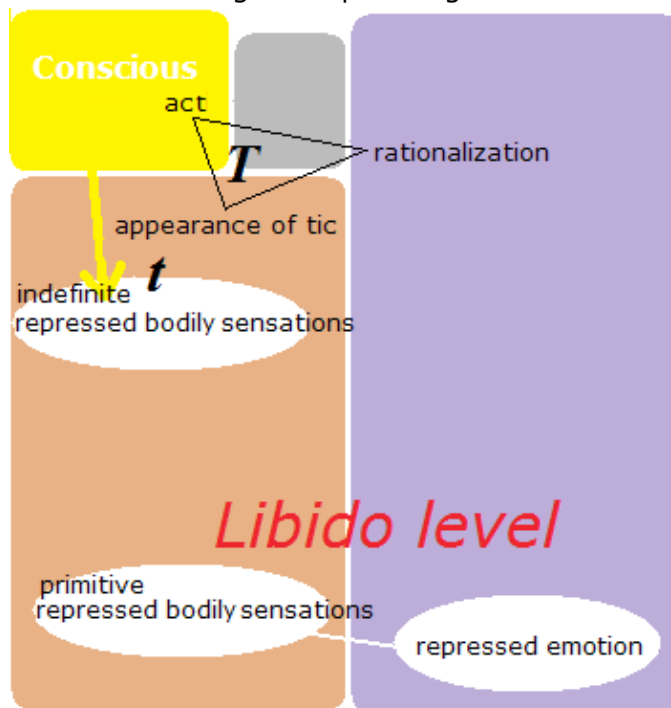 Conscious
act
T
rationalization
appearance of tic
t
indefinite
repressed bodily sensations
Libido level
primitive
repressed bodily sensations
repressed emotion